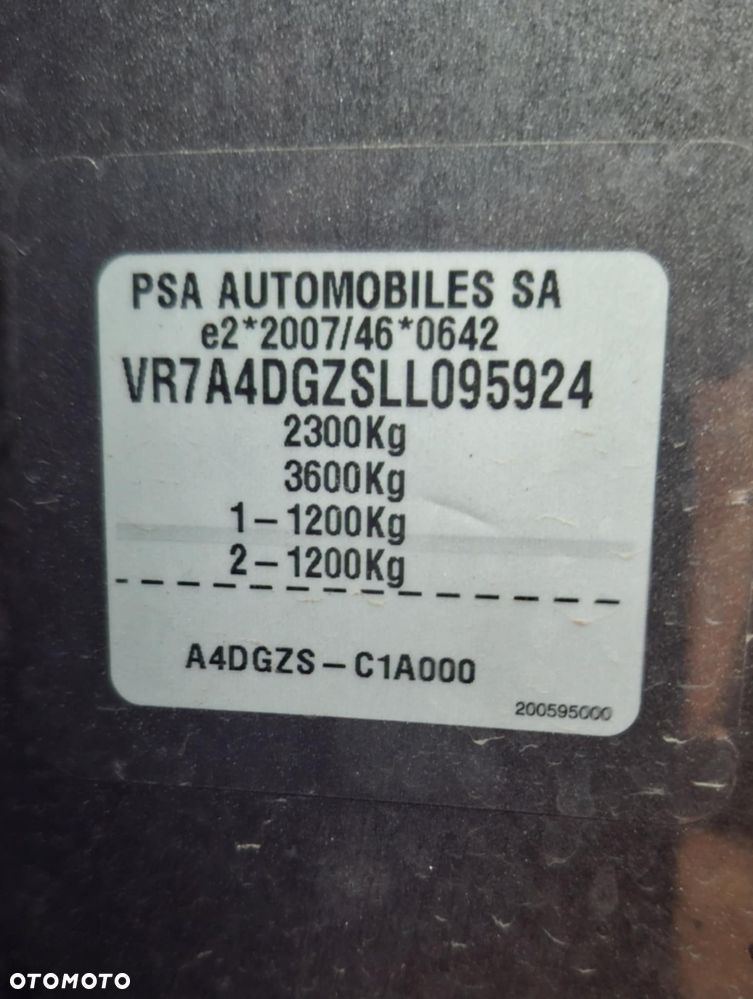 PSA AUTOMOBILES SA
e2*2007/46*0642
VR7A4DGZSLL095924
2300Kg
3600Kg
1-1200Kg
2-1200Kg
A4DGZS-C1A000
200595000
OTOMOTO